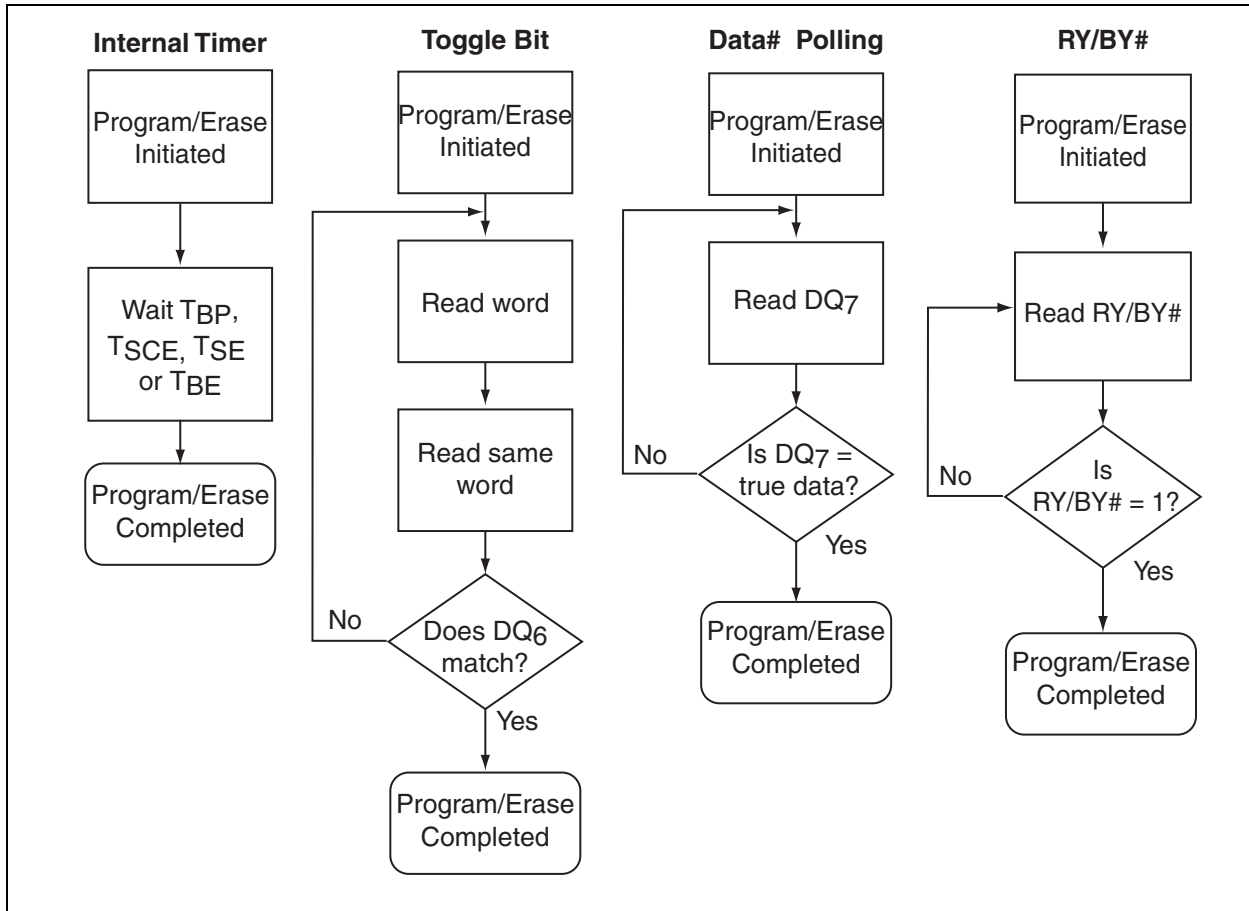 Internal Timer
Program/Erase
Initiated
Wait TBP,
TSCE, TSE
or TBE
Program/Erase
Completed
Toggle Bit
Program/Erase
Initiated
Read word
Read same
word
Does DQ6
match?
No
Yes
Program/Erase
Completed
Data# Polling
Program/Erase
Initiated
Read DQ7
Is DQ7 =
true data?
No
Yes
Program/Erase
Completed
RY/BY#
Program/Erase
Initiated
Read RY/BY#
Is
RY/BY# = 1?
No
Yes
Program/Erase
Completed